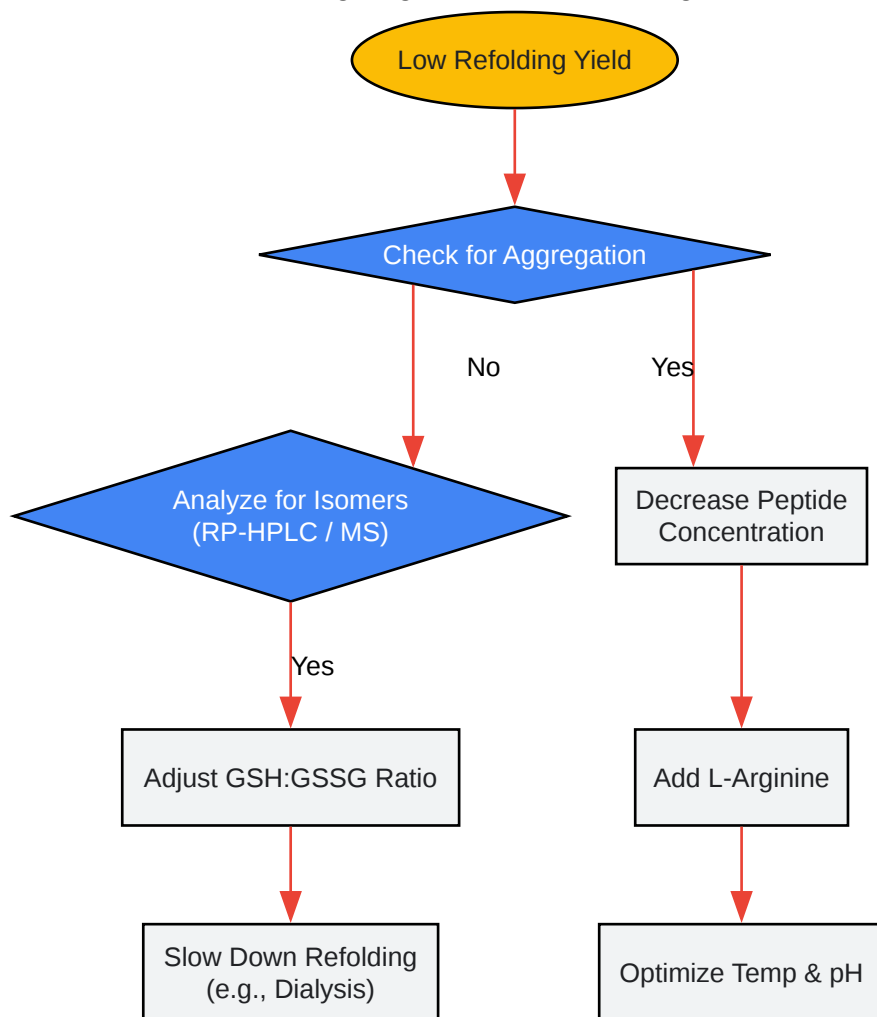 Low Refolding Yield
Check for Aggregation
No
Yes
Analyze for Isomers
(RP-HPLC / MS)
Decrease Peptide
Concentration
Yes
Adjust GSH:GSSG Ratio
Add L-Arginine
Slow Down Refolding
(e.g., Dialysis)
Optimize Temp & pH